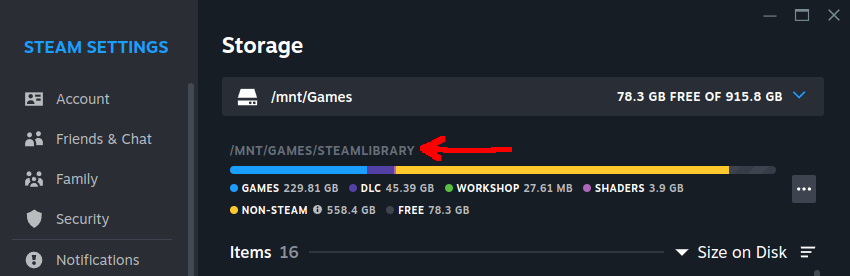 STEAM SETTINGS
Account
Friends & Chat
Family
Security
Notifications
Storage
/mnt/Games 78.3 GB FREE OF 915.8 GB
/MNT/GAMES/STEAMLIBRARY
GAMES 229.81 GB DLC 45.39 GB WORKSHOP 27.61 MB SHADERS 3.9 GB
NON-STEAM 558.4 GB FREE 78.3 GB
Items 16 Size on Disk